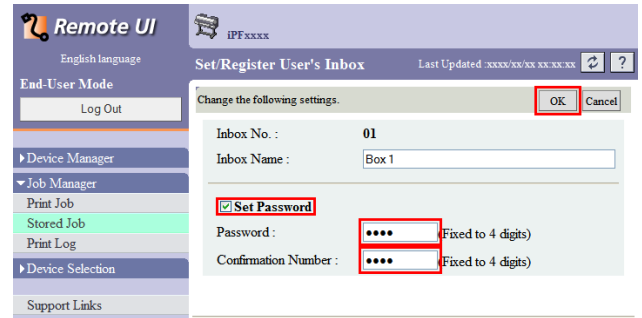 Remote UI
iPFxxxx
English language
Set/Register User's Inbox
Last Updated :xxxx/xx/xx xx:xx:xx
?
End-User Mode
Log Out
Change the following settings.
OK
Cancel
Inbox No. :
01
Inbox Name :
Box 1
Device Manager
Job Manager
Print Job
Stored Job
Print Log
Device Selection
Support Links
Set Password
Password :
●●●●
(Fixed to 4 digits)
Confirmation Number :
●●●●
(Fixed to 4 digits)